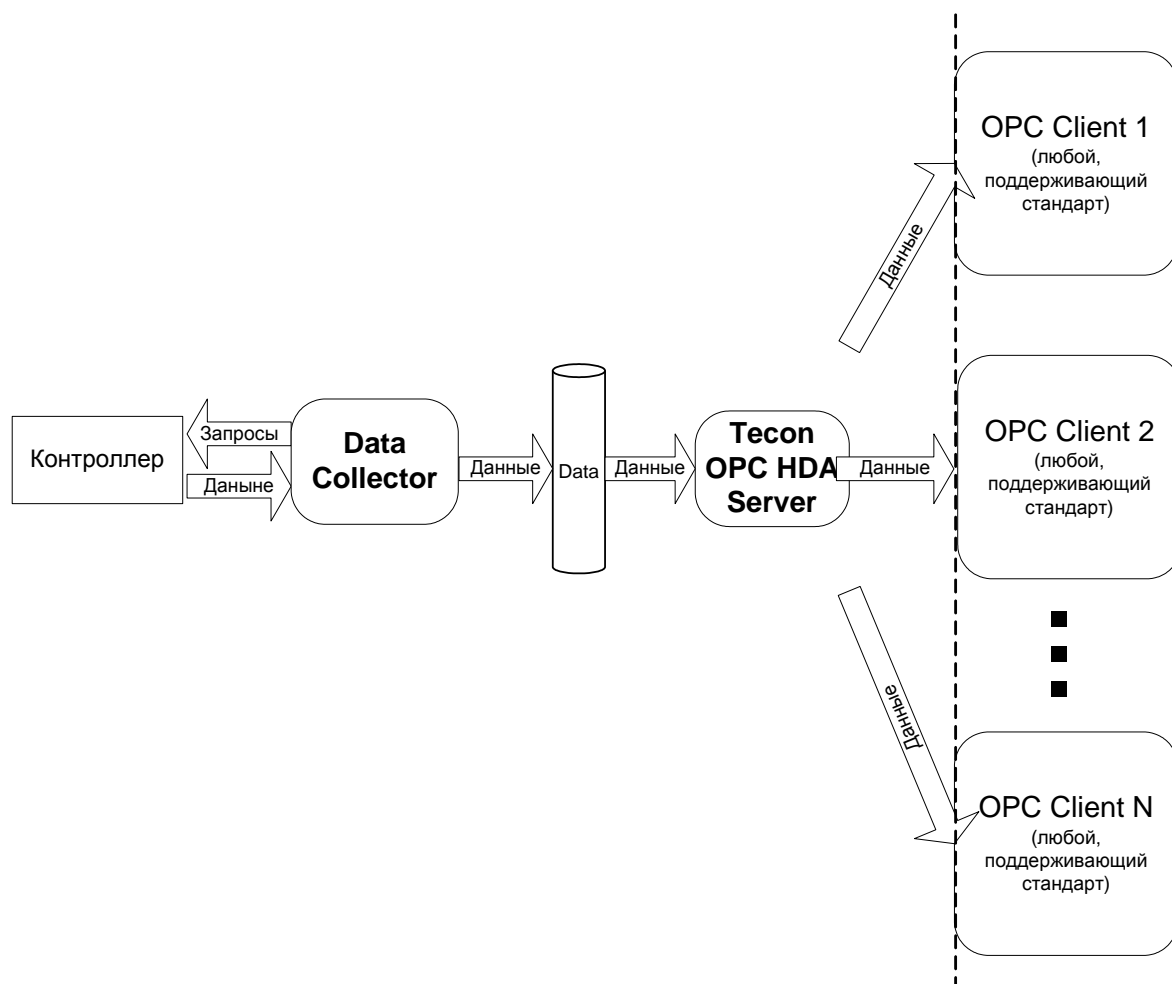 OPC Client 1
(любой,
поддерживающий
стандарт)
Данные
Контроллер
Запросы
Даныне
Data
Collector
Данные
Data
Данные
Tecon
OPC HDA
Server
Данные
OPC Client 2
(любой,
поддерживающий
стандарт)
Данные
OPC Client N
(любой,
поддерживающий
стандарт)